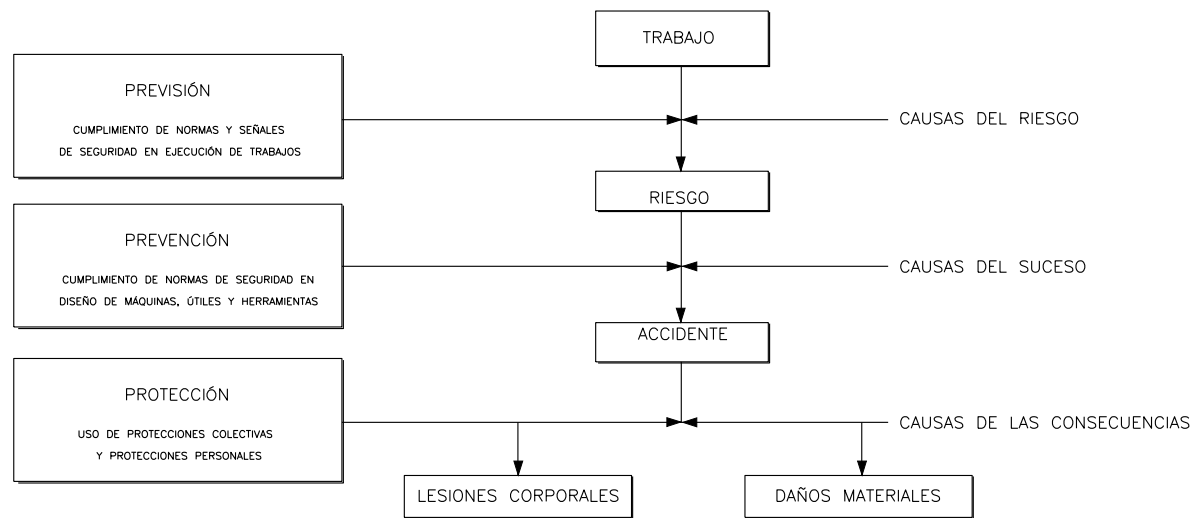 TRABAJO
PREVISIÓN
CUMPLIMIENTO DE NORMAS Y SEÑALES
DE SEGURIDAD EN EJECUCIÓN DE TRABAJOS
CAUSAS DEL RIESGO
RIESGO
PREVENCIÓN
CUMPLIMIENTO DE NORMAS DE SEGURIDAD EN
DISEÑO DE MÁQUINAS, ÚTILES Y HERRAMIENTAS
CAUSAS DEL SUCESO
ACCIDENTE
PROTECCIÓN
USO DE PROTECCIONES COLECTIVAS
Y PROTECCIONES PERSONALES
CAUSAS DE LAS CONSECUENCIAS
LESIONES CORPORALES
DAÑOS MATERIALES